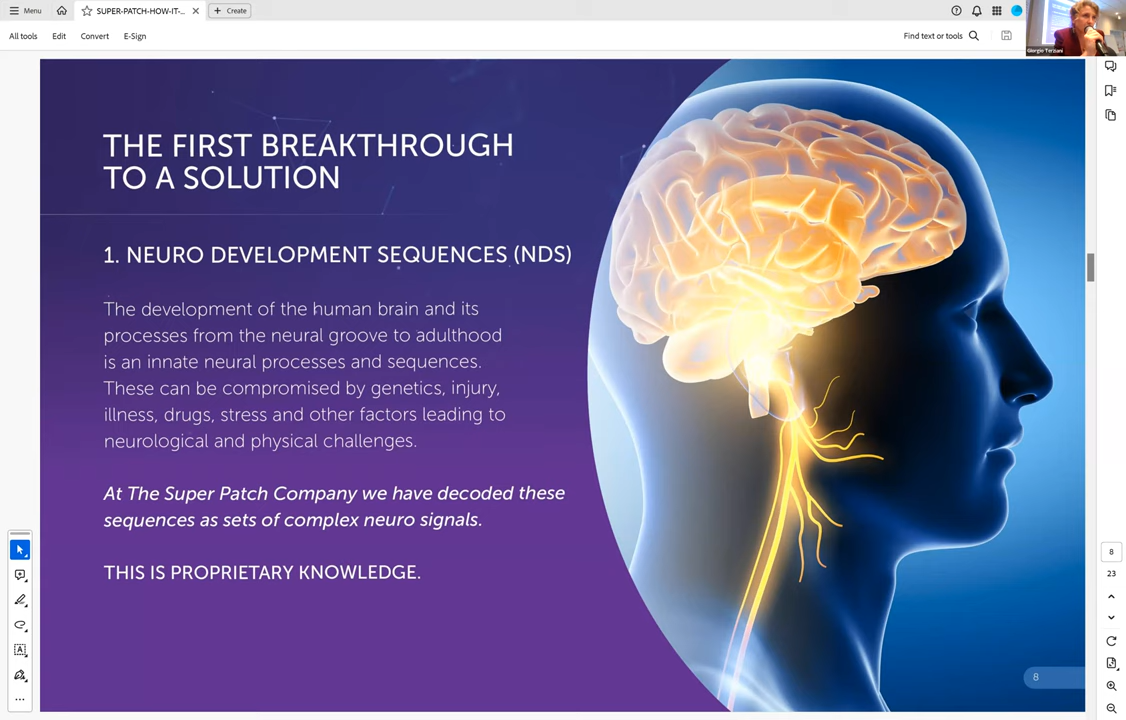 Menu
SUPER-PATCH-HOW-IT-...
Create
All tools
Edit
Convert
E-Sign
Find text or tools
Giorgio Terziani
THE FIRST BREAKTHROUGH
TO A SOLUTION
1. NEURO DEVELOPMENT SEQUENCES (NDS)
The development of the human brain and its
processes from the neural groove to adulthood
is an innate neural processes and sequences.
These can be compromised by genetics, injury,
illness, drugs, stress and other factors leading to
neurological and physical challenges.
At The Super Patch Company we have decoded these
sequences as sets of complex neuro signals.
THIS IS PROPRIETARY KNOWLEDGE.
8
8
23